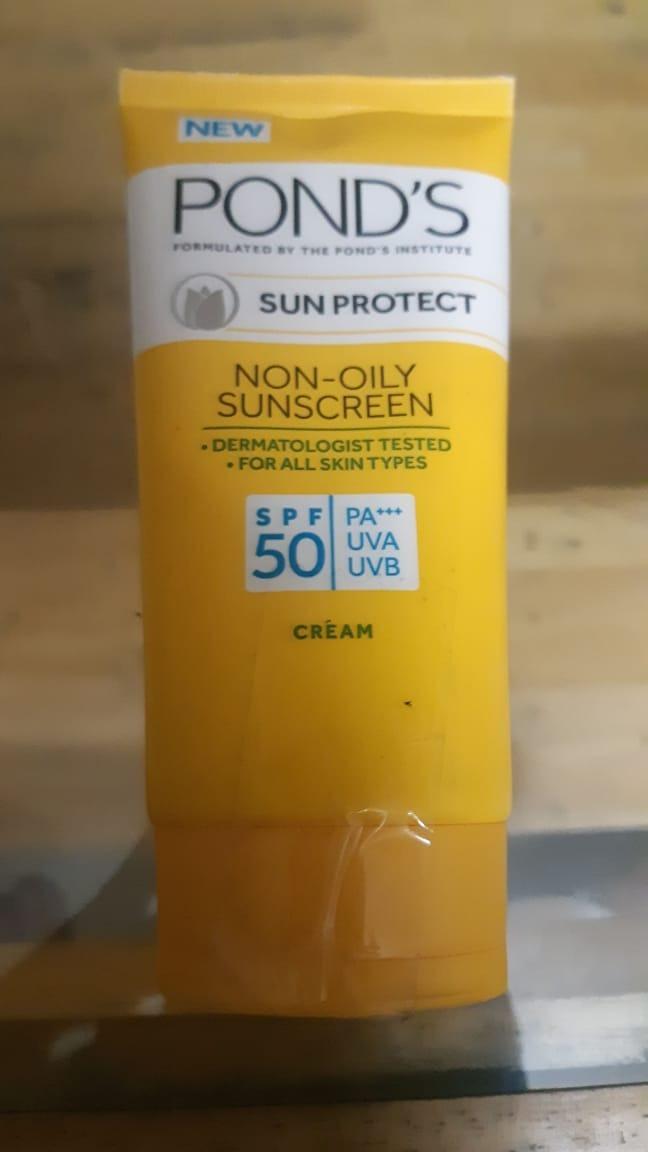 NEW
POND'S
FORMULATED BY THE POND'S INSTITUTE
SUN PROTECT
NON-OILY
SUNSCREEN
• DERMATOLOGIST TESTED
• FOR ALL SKIN TYPES
SPF
50
PA+++
UVA
UVB
CREAM